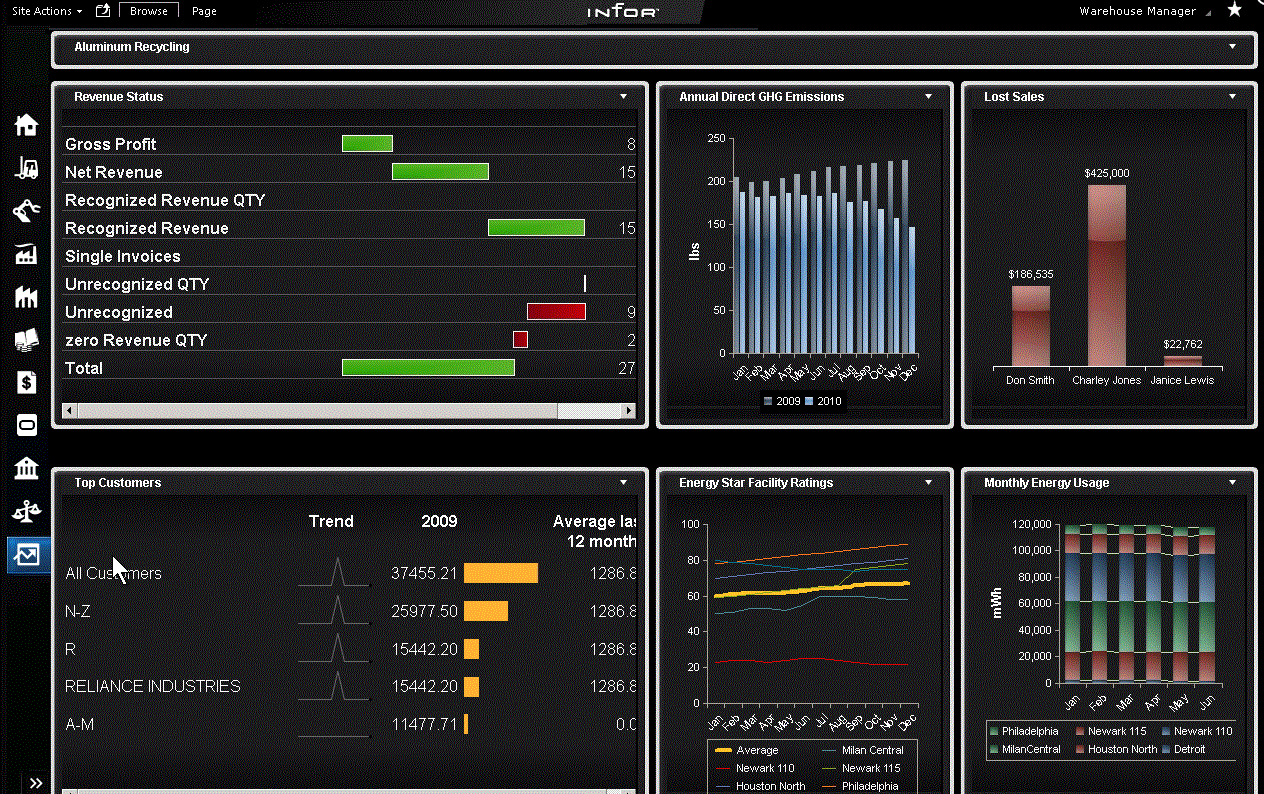 Site Actions Browse Page infor Warehouse Manager
Aluminum Recycling
Revenue Status
Gross Profit 8
Net Revenue 15
Recognized Revenue QTY
Recognized Revenue 15
Single Invoices
Unrecognized QTY
Unrecognized 9
zero Revenue QTY 2
Total 27
Annual Direct GHG Emissions
250
200
150
100
50
0
lbs
Jan Feb Mar Apr May Jun Jul Aug Sep Oct Nov Dec
2009 2010
Lost Sales
$425,000
$186,535
$22,762
Don Smith Charley Jones Janice Lewis
Top Customers
Trend 2009 Average las
12 month
All Customers 37455.21 1286.8
N-Z 25977.50 1286.8
R 15442.20 1286.8
RELIANCE INDUSTRIES 15442.20 1286.8
A-M 11477.71 0.0
Energy Star Facility Ratings
100
80
60
40
20
0
Jan Feb Mar Apr May Jun Jul Aug Sep Oct Nov Dec
Average Milan Central
Newark 110 Newark 115
Houston North Philadelphia
Monthly Energy Usage
120,000
100,000
80,000
60,000
40,000
20,000
0
mWh
Jan Feb Mar Apr May Jun
Philadelphia Newark 115 Newark 110
MilanCentral Houston North Detroit